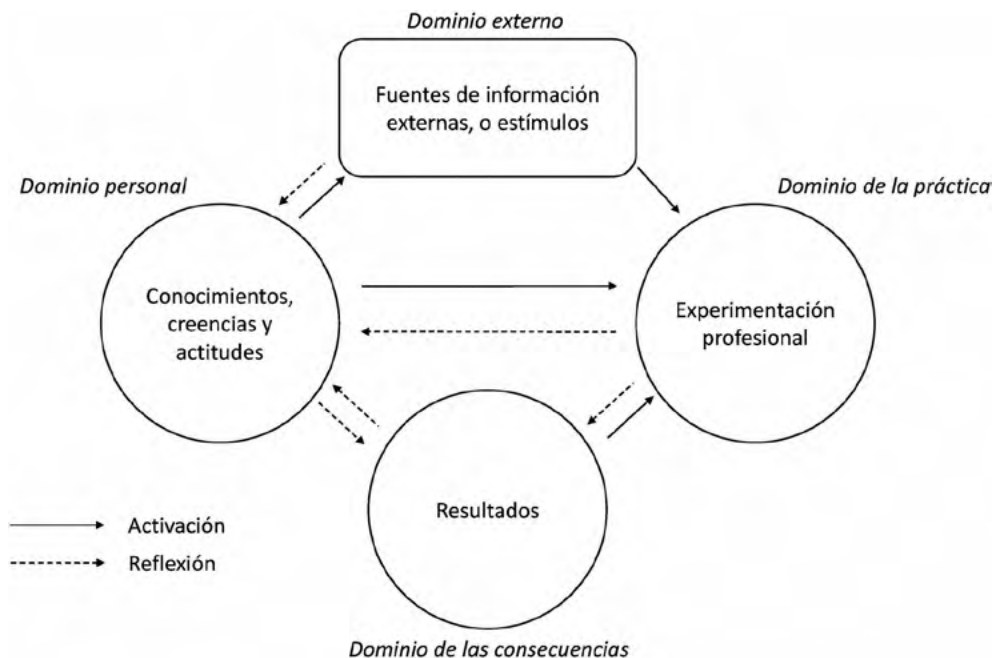 Dominio externo
Fuentes de información
externas, o estímulos
Dominio personal
Dominio de la práctica
Conocimientos,
creencias y
actitudes
Experimentación
profesional
Resultados
Activación
Reflexión
Dominio de las consecuencias